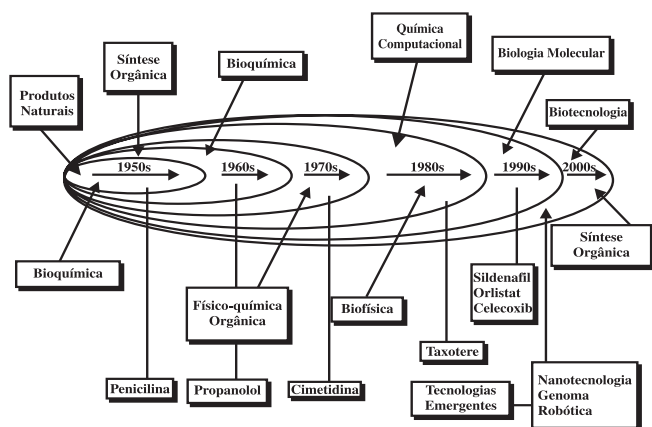 Química
Computacional
Síntese
Orgânica
Bioquímica
Biologia Molecular
Produtos
Naturais
Biotecnologia
1950s
1960s
1970s
1980s
1990s
2000s
Bioquímica
Físico-química
Orgânica
Biofísica
Sildenafil
Orlistat
Celecoxib
Síntese
Orgânica
Taxotere
Penicilina
Propanolol
Cimetidina
Tecnologias
Emergentes
Nanotecnologia
Genoma
Robótica